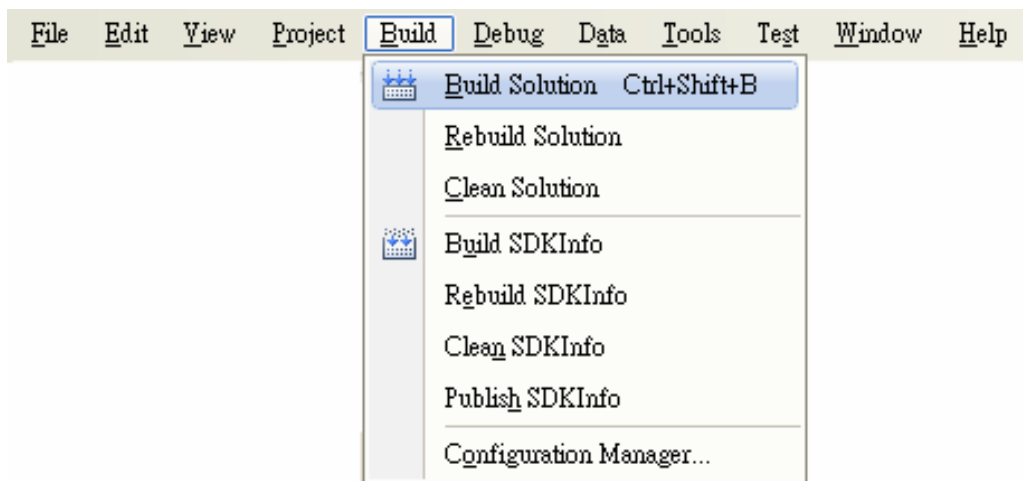 File Edit View Project Build Debug Data Tools Test Window Help
Build Solution Ctrl+Shift+B
Rebuild Solution
Clean Solution
Build SDKInfo
Rebuild SDKInfo
Clean SDKInfo
Publish SDKInfo
Configuration Manager...